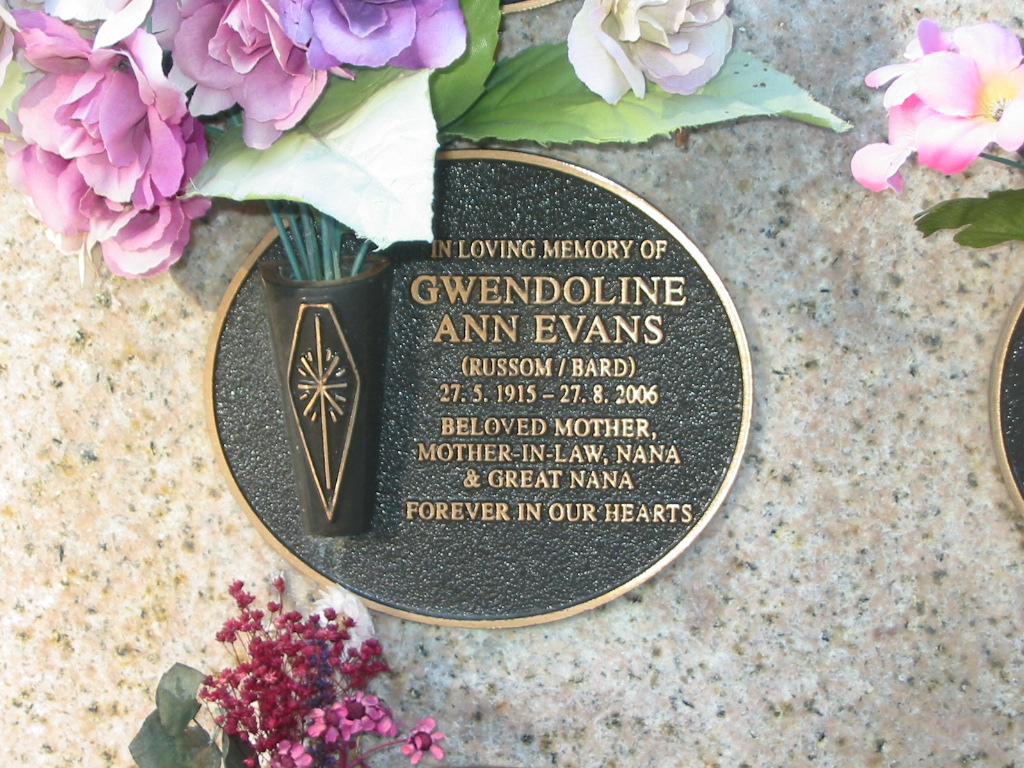 IN LOVING MEMORY OF
GWENDOLINE
ANN EVANS
(RUSSOM / BARD)
27. 5. 1915 – 27. 8. 2006
BELOVED MOTHER,
MOTHER-IN-LAW, NANA
& GREAT NANA
FOREVER IN OUR HEARTS